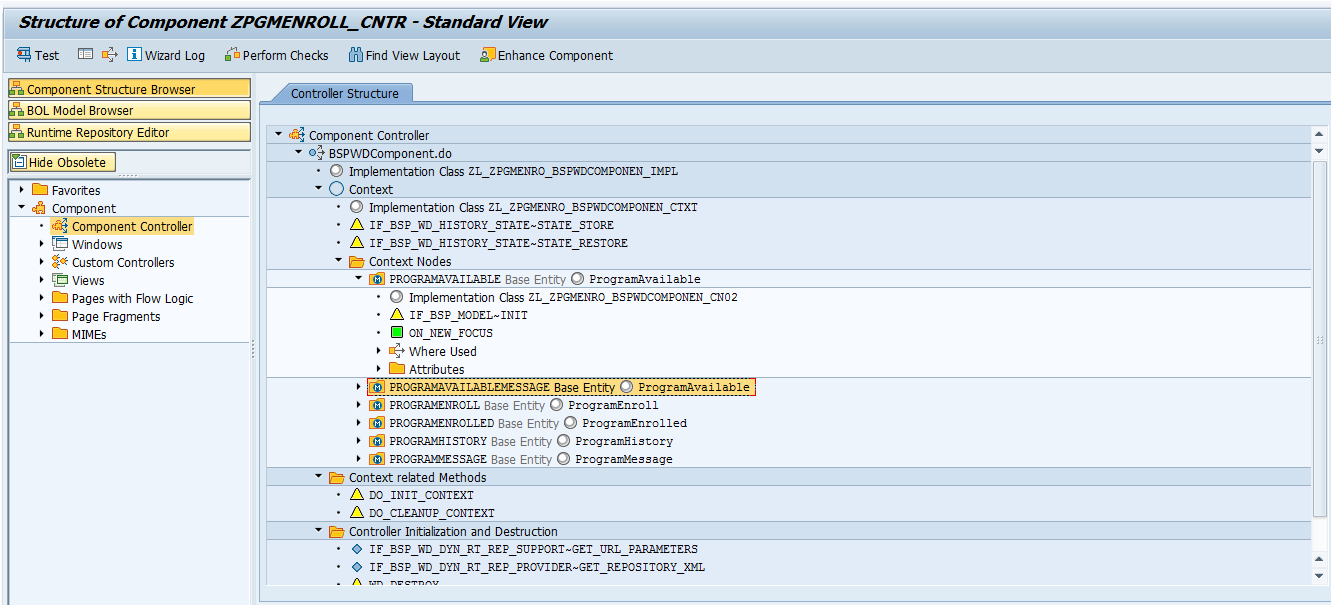 Structure of Component ZPGMENROLL_CNTR - Standard View
Test Wizard Log Perform Checks Find View Layout Enhance Component
Component Structure Browser
BOL Model Browser
Runtime Repository Editor
Hide Obsolete
Favorites
Component
Component Controller
Windows
Custom Controllers
Views
Pages with Flow Logic
Page Fragments
MIMEs
Controller Structure
Component Controller
BSPWDComponent.do
Implementation Class ZL_ZPGMENRO_BSPWDCOMPONEN_IMPL
Context
Implementation Class ZL_ZPGMENRO_BSPWDCOMPONEN_CTXT
IF_BSP_WD_HISTORY_STATE~STATE_STORE
IF_BSP_WD_HISTORY_STATE~STATE_RESTORE
Context Nodes
PROGRAMAVAILABLE Base Entity ProgramAvailable
Implementation Class ZL_ZPGMENRO_BSPWDCOMPONEN_CN02
IF_BSP_MODEL~INIT
ON_NEW_FOCUS
Where Used
Attributes
PROGRAMAVAILABLEMESSAGE Base Entity ProgramAvailable
PROGRAMENROLL Base Entity ProgramEnroll
PROGRAMENROLLED Base Entity ProgramEnrolled
PROGRAMHISTORY Base Entity ProgramHistory
PROGRAMMESSAGE Base Entity ProgramMessage
Context related Methods
DO_INIT_CONTEXT
DO_CLEANUP_CONTEXT
Controller Initialization and Destruction
IF_BSP_WD_DYN_RT_REP_SUPPORT~GET_URL_PARAMETERS
IF_BSP_WD_DYN_RT_REP_PROVIDER~GET_REPOSITORY_XML
WD_DESTROY